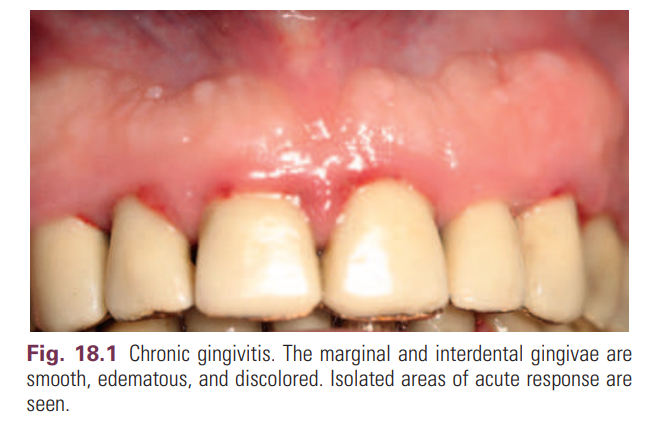 Fig. 18.1 Chronic gingivitis. The marginal and interdental gingivae are
smooth, edematous, and discolored. Isolated areas of acute response are
seen.